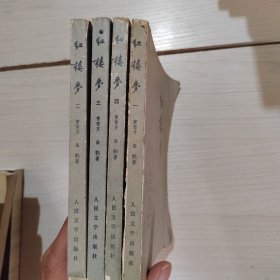 红楼梦 二 曹雪芹 高鹗著 人民文学出版社
红楼梦 三 曹雪芹 高鹗著 人民文学出版社
红楼梦 四 曹雪芹 高鹗著 人民文学出版社
红楼梦 一 曹雪芹 高鹗著 人民文学出版社